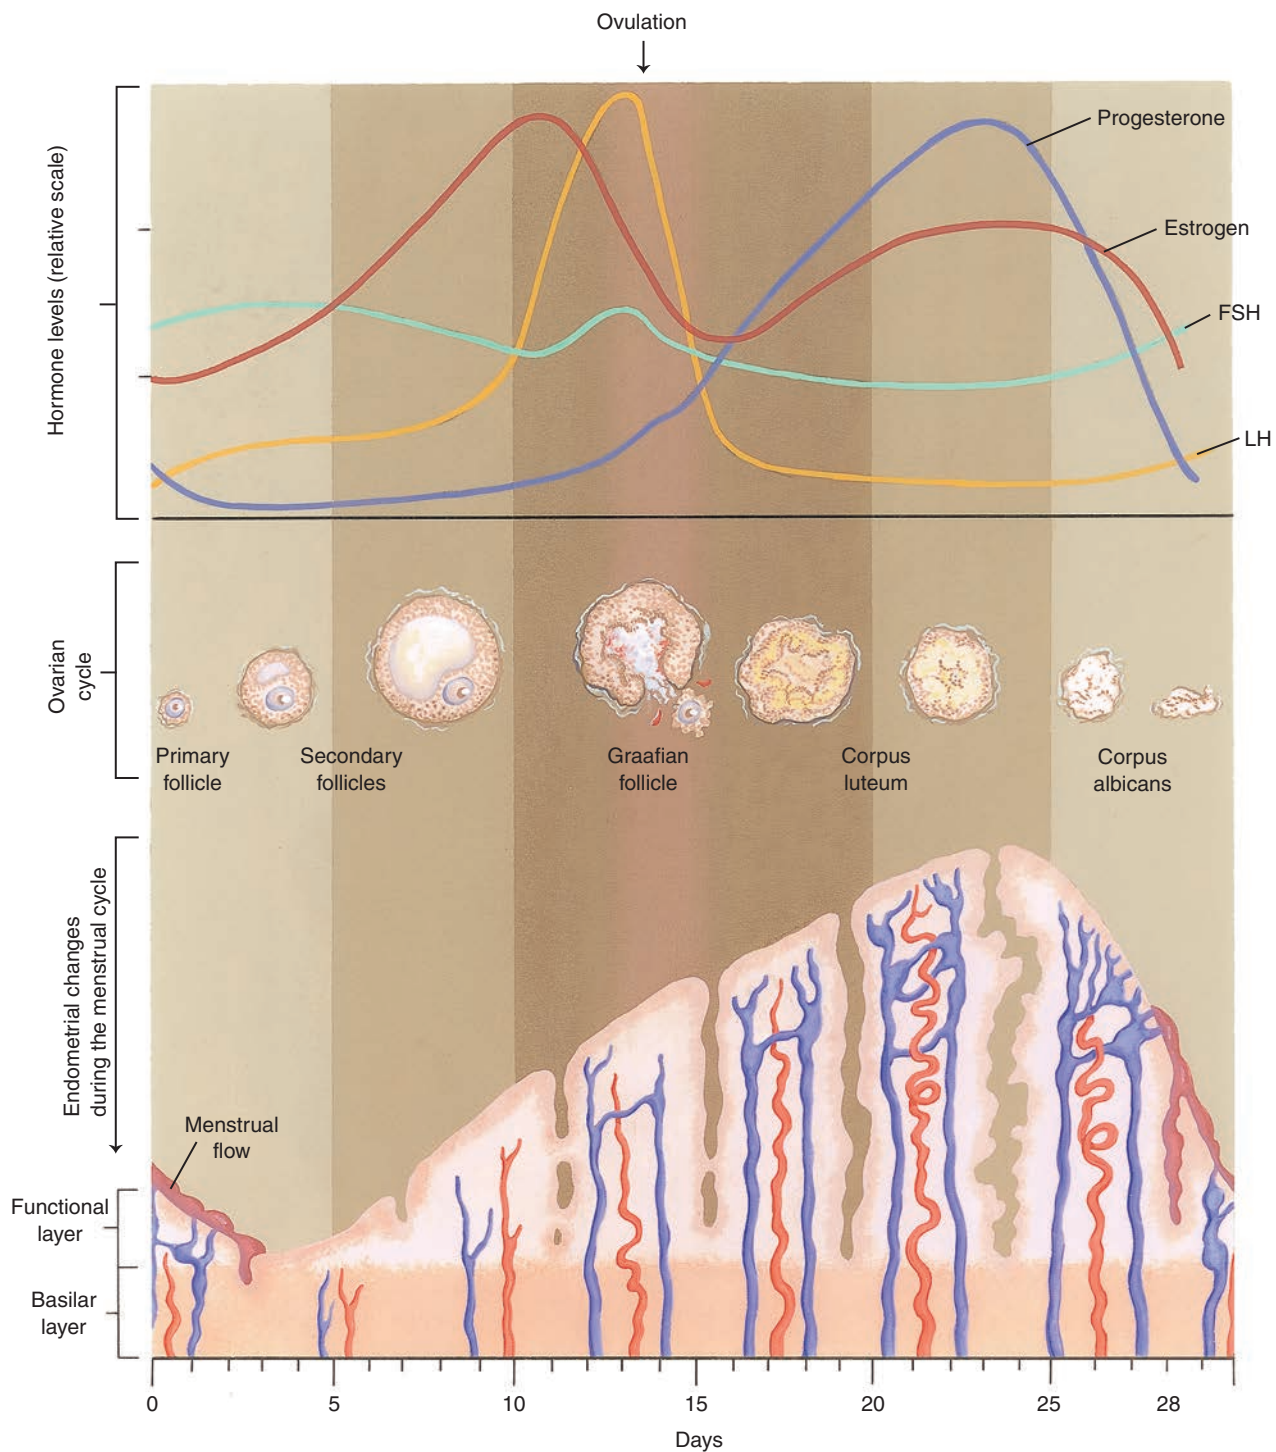 Ovulation
Hormone levels (relative scale)
Progesterone
Estrogen
FSH
LH
Ovarian
cycle
Primary
follicle
Secondary
follicles
Graafian
follicle
Corpus
luteum
Corpus
albicans
Endometrial changes
during the menstrual cycle
Menstrual
flow
Functional
layer
Basilar
layer
0 5 10 15 20 25 28
Days